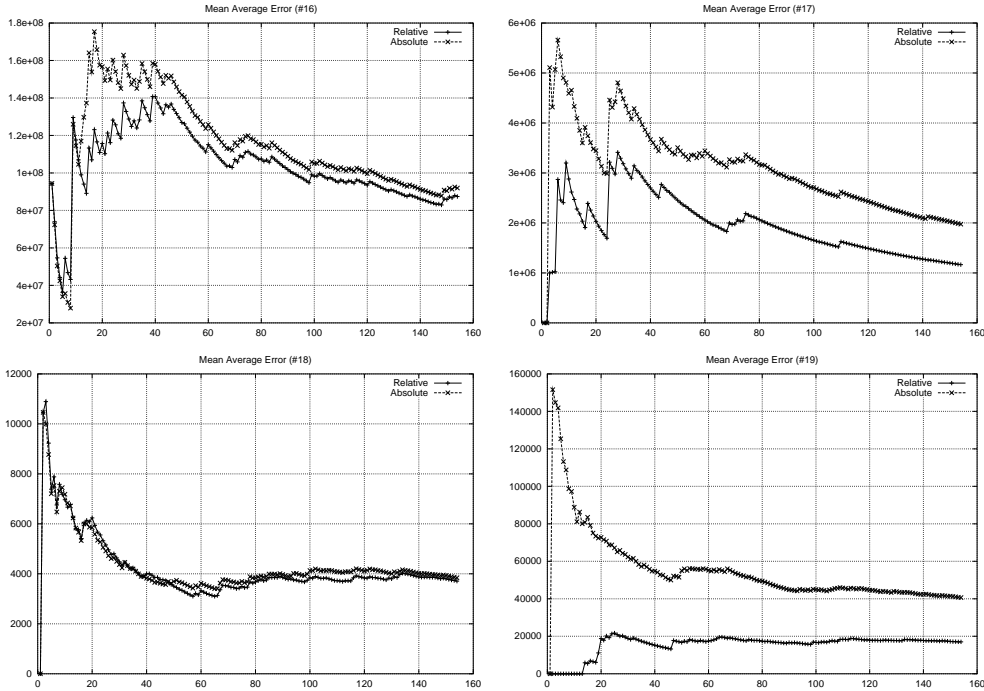 Mean Average Error (#16)
1.8e+08
1.6e+08
1.4e+08
1.2e+08
1e+08
8e+07
6e+07
4e+07
2e+07
0 20 40 60 80 100 120 140 160
Relative
Absolute
Mean Average Error (#17)
6e+06
5e+06
4e+06
3e+06
2e+06
1e+06
0
0 20 40 60 80 100 120 140 160
Relative
Absolute
Mean Average Error (#18)
12000
10000
8000
6000
4000
2000
0
0 20 40 60 80 100 120 140 160
Relative
Absolute
Mean Average Error (#19)
160000
140000
120000
100000
80000
60000
40000
20000
0
0 20 40 60 80 100 120 140 160
Relative
Absolute